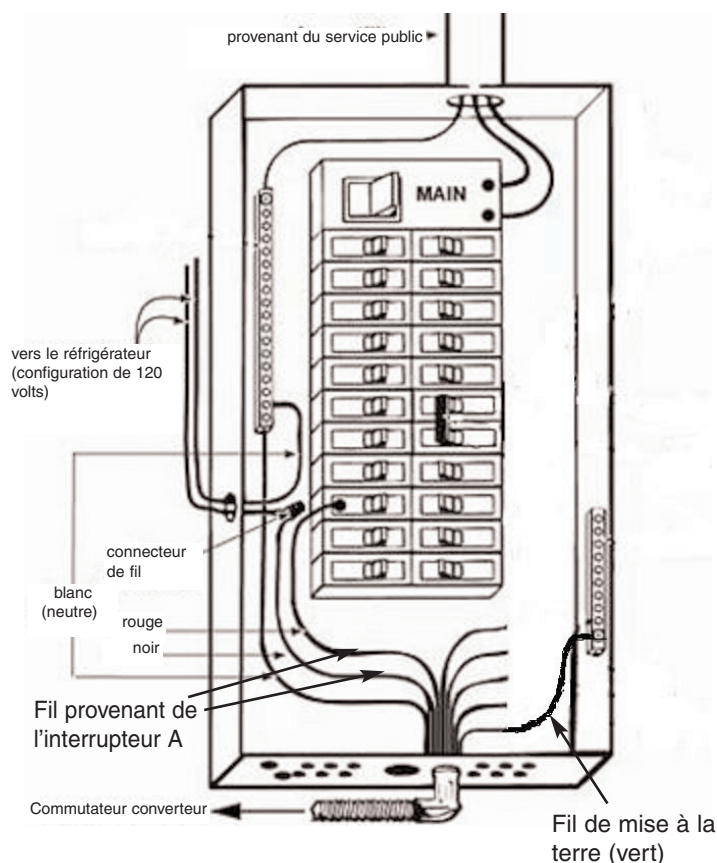 provenant du service public
MAIN
vers le réfrigérateur
(configuration de 120
volts)
connecteur
de fil
blanc
(neutre)
rouge
noir
Fil provenant de
l'interrupteur A
Commutateur converteur
Fil de mise à la
terre (vert)